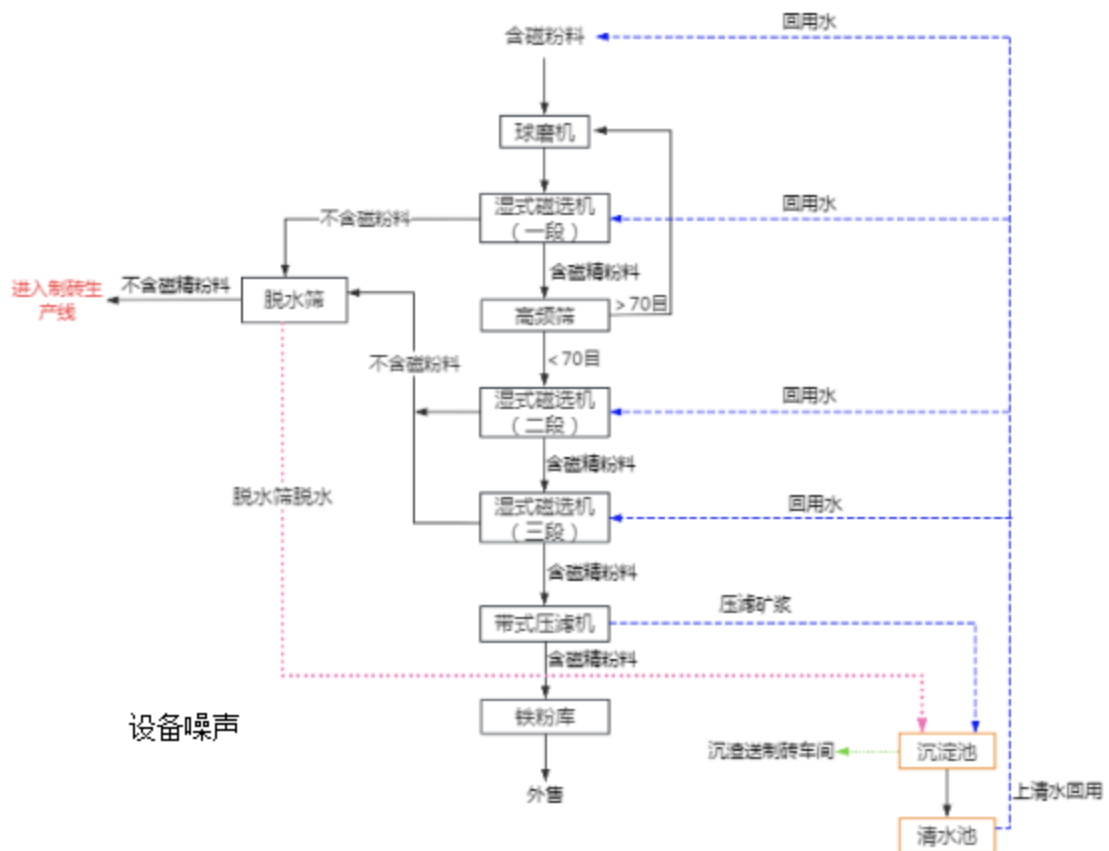 回用水
含磁粉料
球磨机
湿式磁选机
（一段）
回用水
不含磁粉料
含磁精粉料
进入制砖生
产线
不含磁精粉料
脱水筛
高频筛
＞70目
＜70目
不含磁粉料
湿式磁选机
（二段）
回用水
含磁精粉料
脱水筛脱水
湿式磁选机
（三段）
回用水
含磁精粉料
带式压滤机
压滤矿浆
含磁精粉料
铁粉库
设备噪声
沉渣送制砖车间
沉淀池
外售
上清水回用
清水池